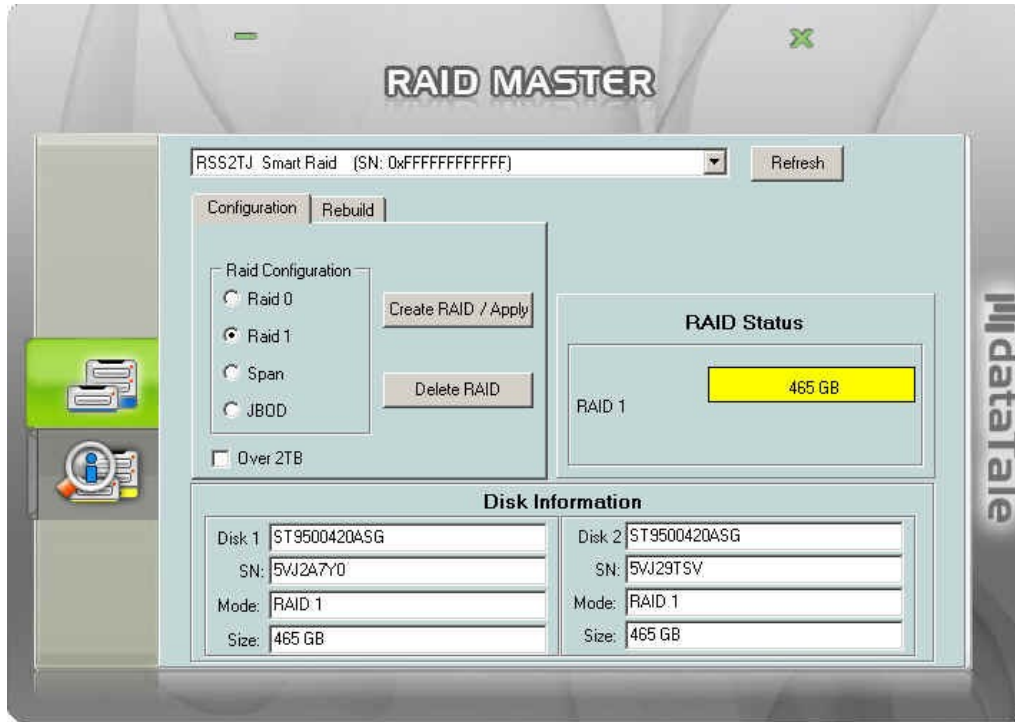 RAID MASTER
RSS2TJ Smart Raid (SN: 0xFFFFFFFFFFFF)
Refresh
Configuration
Rebuild
Raid Configuration
Raid 0
Raid 1
Span
JBOD
Create RAID / Apply
Delete RAID
Over 2TB
RAID Status
RAID 1
465 GB
Disk Information
Disk 1 ST9500420ASG
SN: 5VJ2A7Y0
Mode: RAID 1
Size: 465 GB
Disk 2 ST9500420ASG
SN: 5VJ29TSV
Mode: RAID 1
Size: 465 GB
dataTale